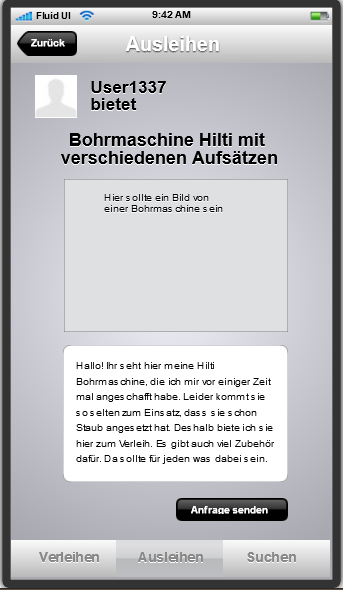 Fluid UI 9:42 AM
Zurück Ausleihen
User1337
bietet
Bohrmaschine Hilti mit
verschiedenen Aufsätzen
Hier sollte ein Bild von
einer Bohrmaschine sein
Hallo! Ihr seht hier meine Hilti
Bohrmaschine, die ich mir vor einiger Zeit
mal angeschafft habe. Leider kommt sie
so selten zum Einsatz, dass sie schon
Staub angesetzt hat. Deshalb biete ich sie
hier zum Verleih. Es gibt auch viel Zubehör
dafür. Da sollte für jeden was dabei sein.
Anfrage senden
Verleihen Ausleihen Suchen